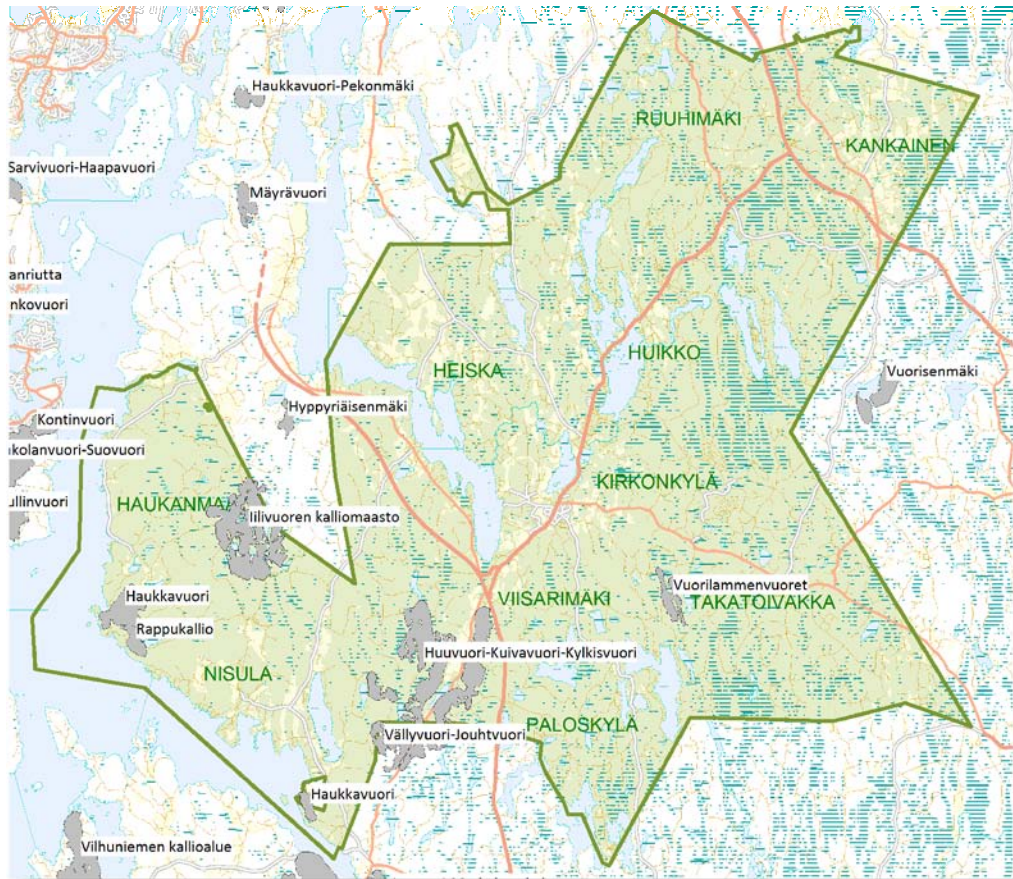 Haukkavuori-Pekonmäki
RUUHIMÄKI
KANKAINEN
Sarvivuori-Haapavuori
Mäyrävuori
anriutta
nkovuori
HUIKKO
HEISKA
Vuorisenmäki
Hyppyriäisenmäki
Kontinvuori
kolanvuori-Suovuori
KIRKONKYLÄ
ullinvuori
HAUKANMAA
Iilivuoren kalliomaasto
Vuorilammenvuoret
Haukkavuori
VIISARIMÄKI
TAKATOIVAKKA
Rappukallio
Huuvuori-Kuivavuori-Kylkisvuori
NISULA
PALOSKYLÄ
Vällyvuori-Jouhtvuori
Haukkavuori
Vilhuniemen kallioalue